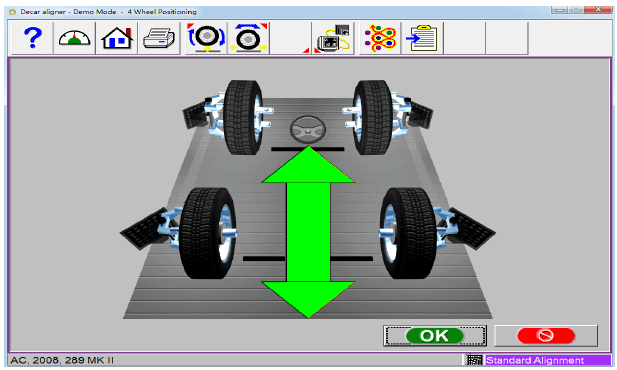 Decar aligner - Demo Mode - 4 Wheel Positioning
?
OK
AC, 2008, 289 MK II
Standard Alignment